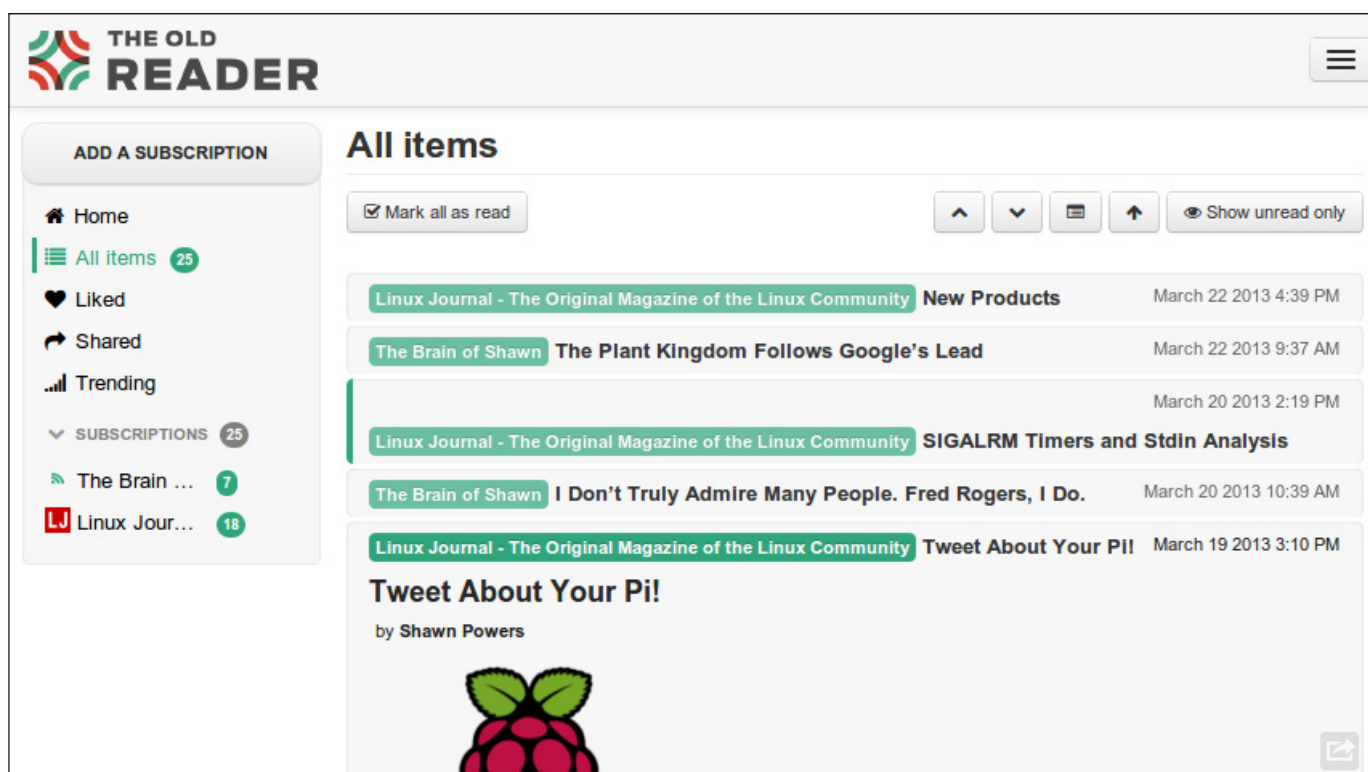 THE OLD
READER
ADD A SUBSCRIPTION
Home
All items 25
Liked
Shared
Trending
SUBSCRIPTIONS 25
The Brain ... 7
LJ Linux Jour... 18
All items
Mark all as read
Show unread only
Linux Journal - The Original Magazine of the Linux Community New Products March 22 2013 4:39 PM
The Brain of Shawn The Plant Kingdom Follows Google’s Lead March 22 2013 9:37 AM
March 20 2013 2:19 PM
Linux Journal - The Original Magazine of the Linux Community SIGALRM Timers and Stdin Analysis
The Brain of Shawn I Don’t Truly Admire Many People. Fred Rogers, I Do. March 20 2013 10:39 AM
Linux Journal - The Original Magazine of the Linux Community Tweet About Your Pi! March 19 2013 3:10 PM
Tweet About Your Pi!
by Shawn Powers